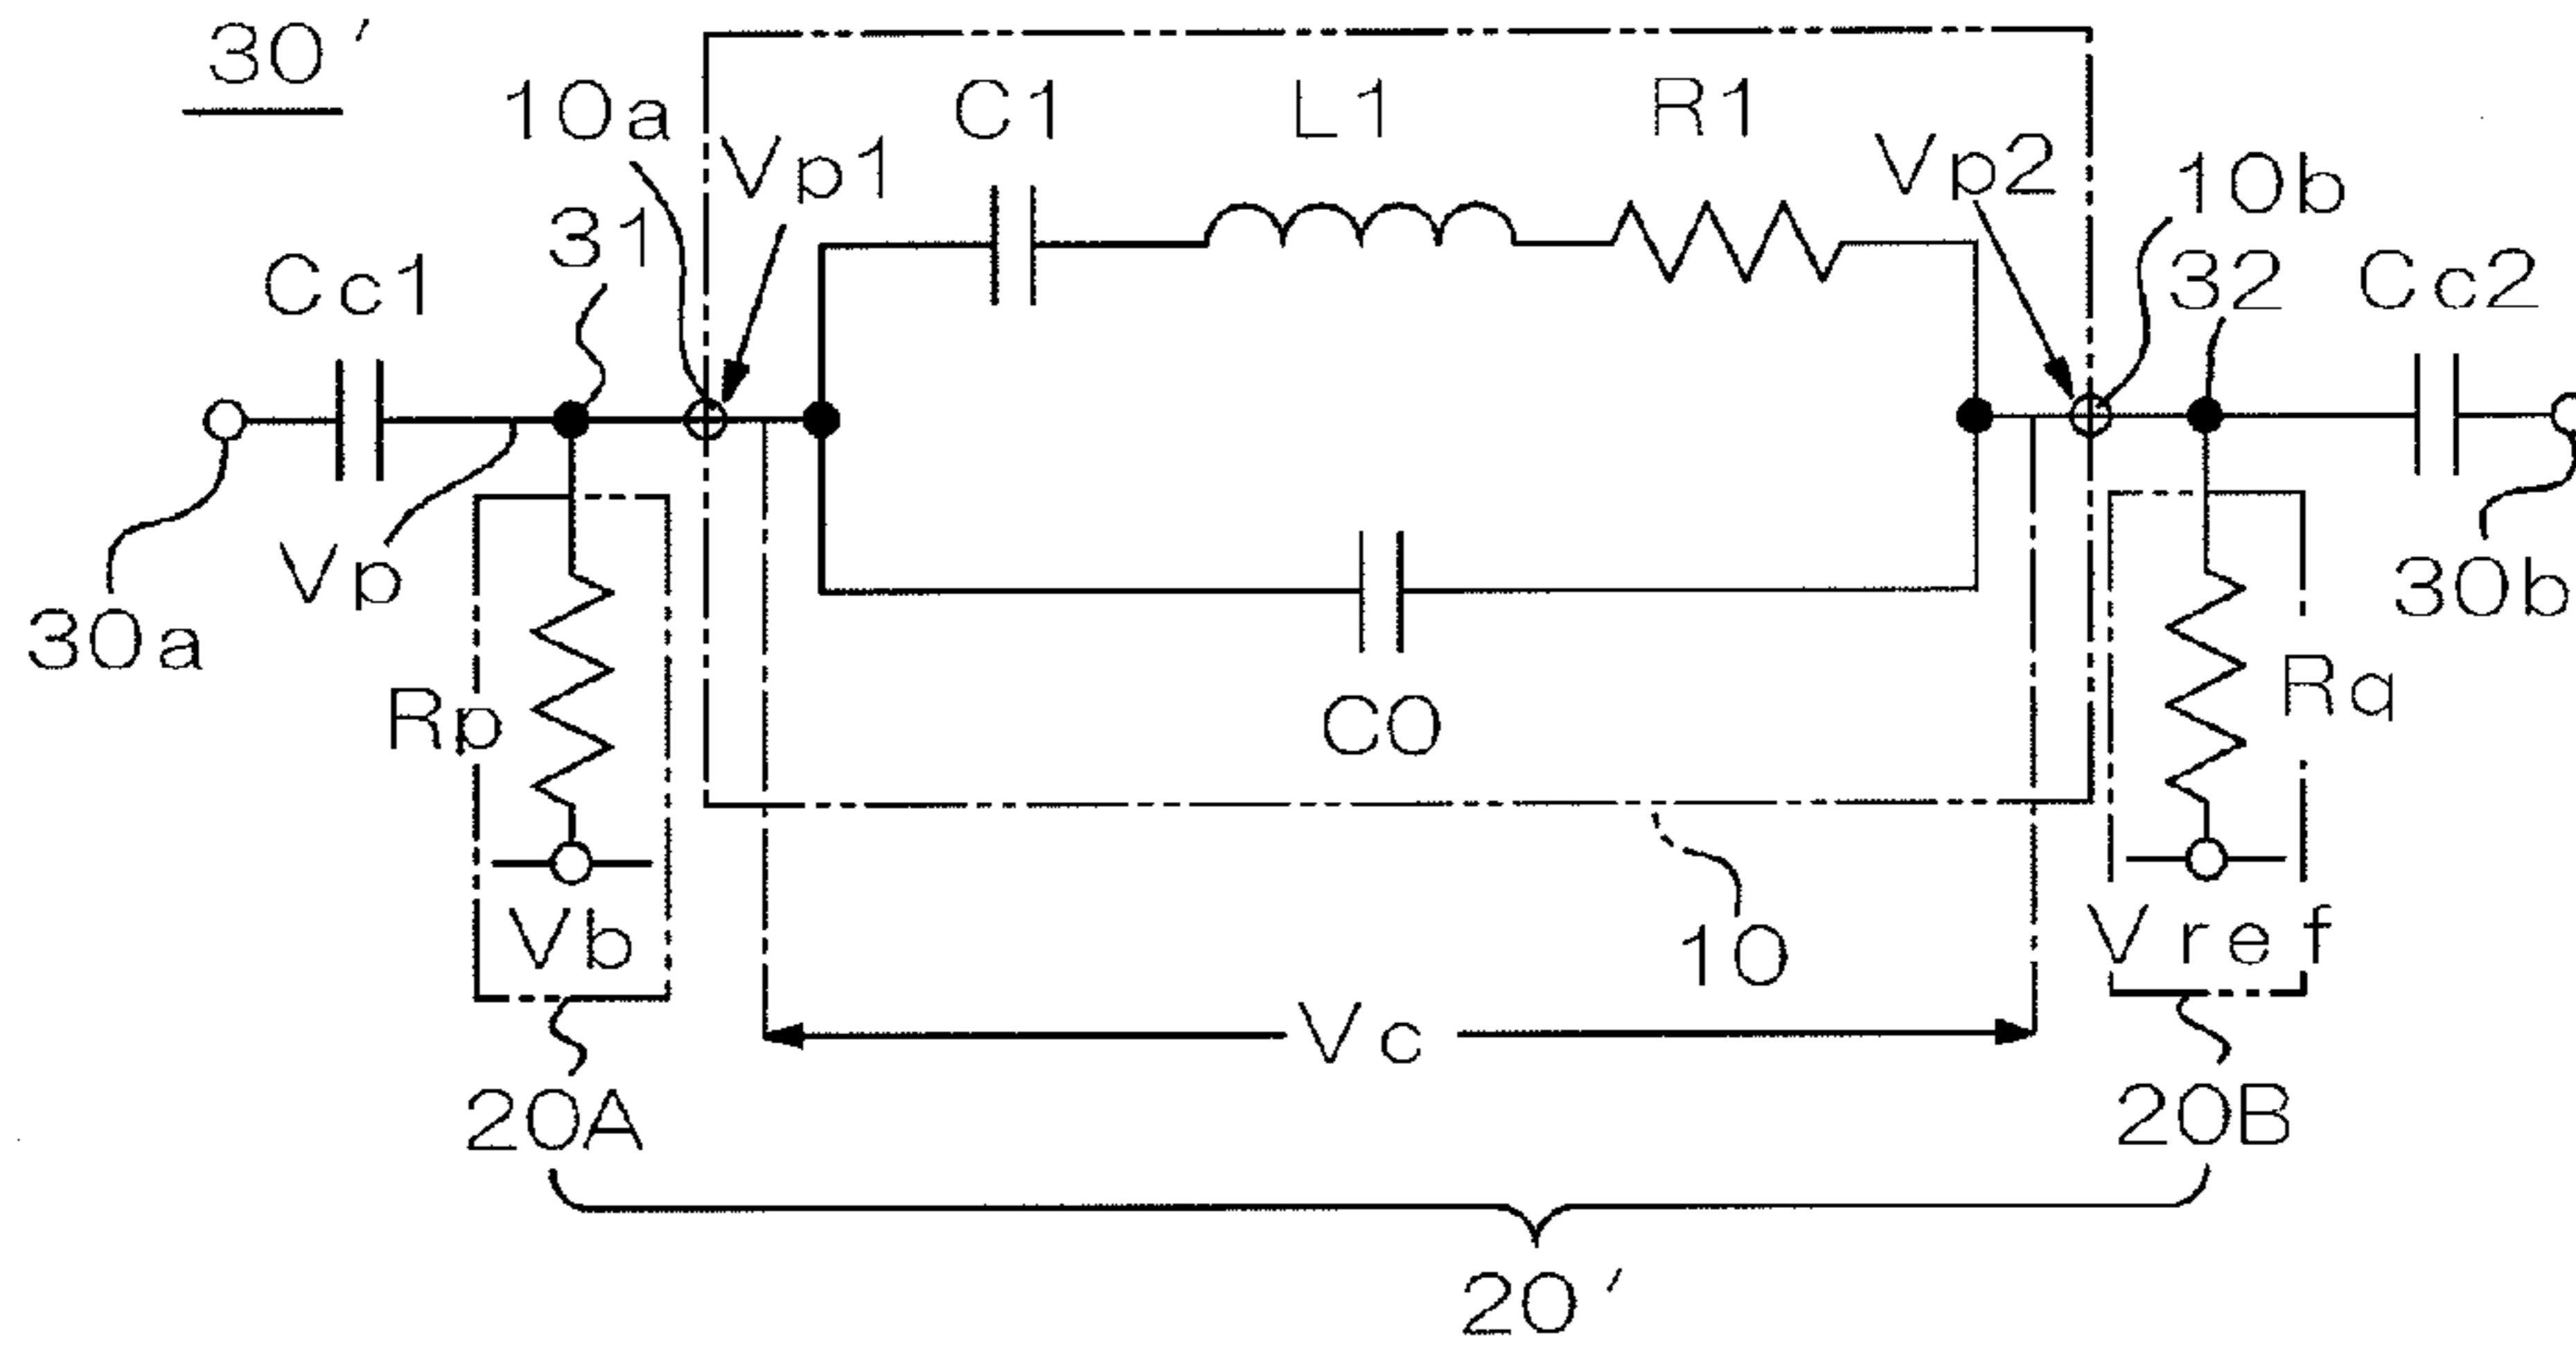 30′
10a
C1
L1
R1
Vp1
Vp2
10b
31
32
Cc1
Cc2
Vp
30a
30b
Rp
Rq
C0
Vb
Vref
10
Vc
20A
20B
20′